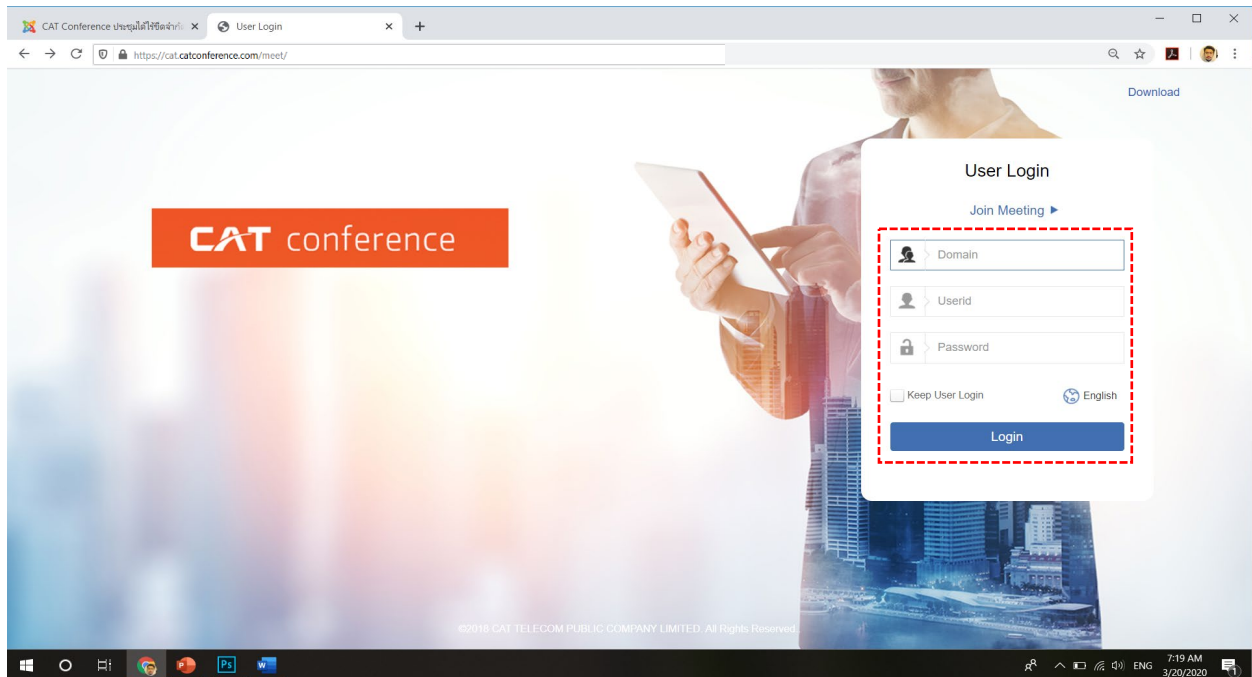 CAT Conference ประชุมได้ไร้ขีดจำกั
User Login
https://cat.catconference.com/meet/
Download
User Login
Join Meeting
CAT conference
Domain
Userid
Password
Keep User Login
English
Login
©2018 CAT TELECOM PUBLIC COMPANY LIMITED. All Rights Reserved.
Ps
W
ENG
7:19 AM
3/20/2020
1